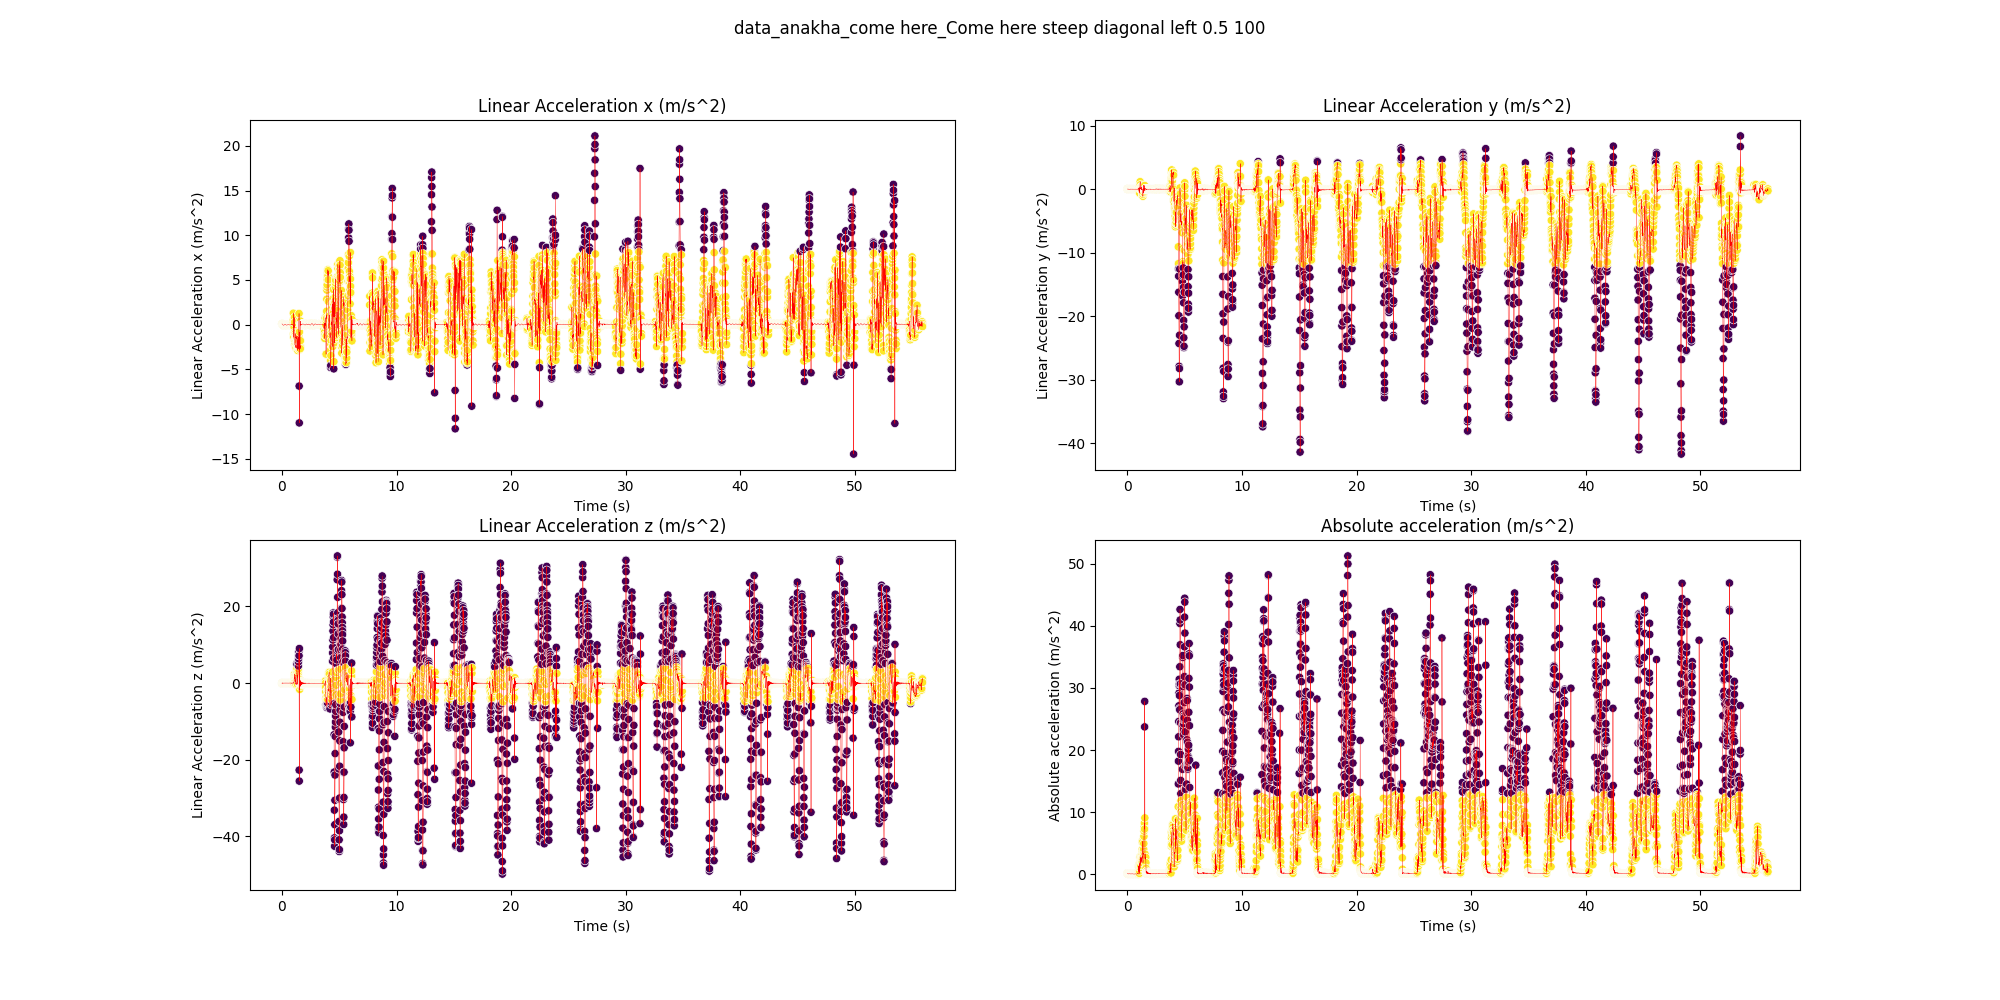 data_anakha_come here_Come here steep diagonal left 0.5 100
Linear Acceleration x (m/s^2)
Linear Acceleration x (m/s^2)
20
15
10
5
0
−5
−10
−15
0 10 20 30 40 50
Time (s)
Linear Acceleration y (m/s^2)
Linear Acceleration y (m/s^2)
10
0
−10
−20
−30
−40
0 10 20 30 40 50
Time (s)
Linear Acceleration z (m/s^2)
Linear Acceleration z (m/s^2)
20
0
−20
−40
0 10 20 30 40 50
Time (s)
Absolute acceleration (m/s^2)
Absolute acceleration (m/s^2)
50
40
30
20
10
0
0 10 20 30 40 50
Time (s)